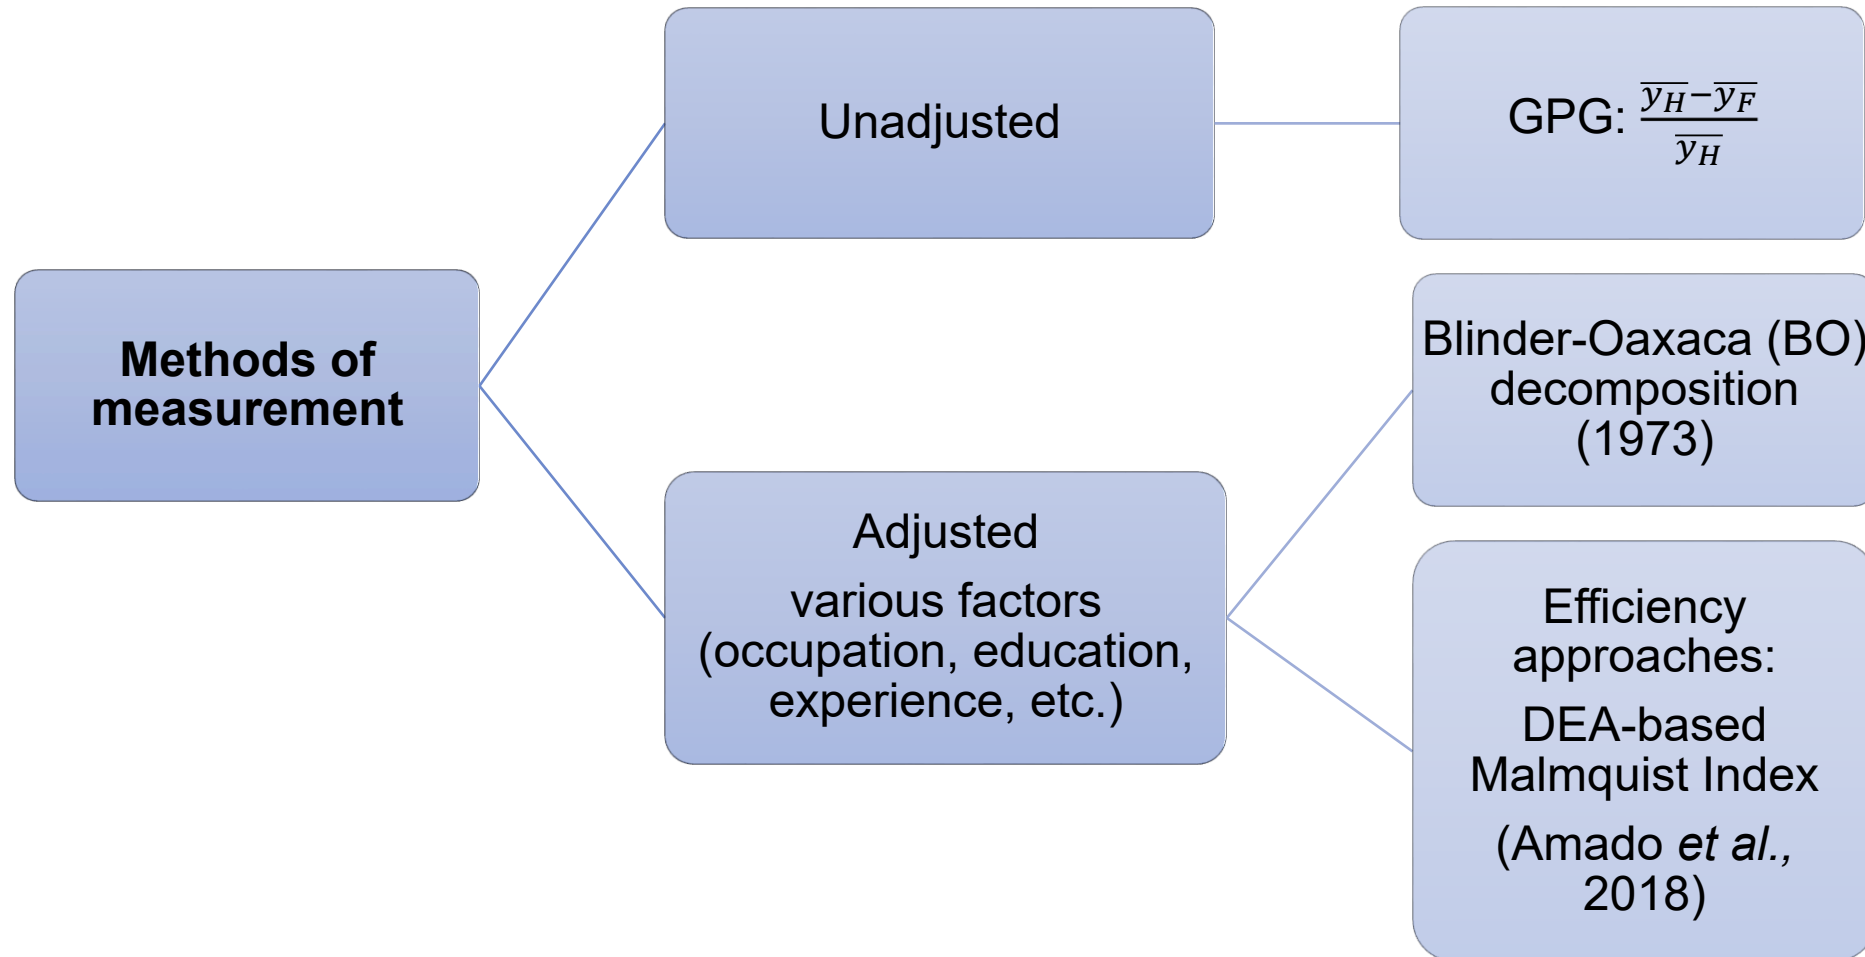 Methods of
measurement
Unadjusted
GPG: $\frac{\overline{y_H}-\overline{y_F}}{\overline{y_H}}$
Adjusted
various factors
(occupation, education,
experience, etc.)
Blinder-Oaxaca (BO)
decomposition
(1973)
Efficiency
approaches:
DEA-based
Malmquist Index
(Amado et al.,
2018)